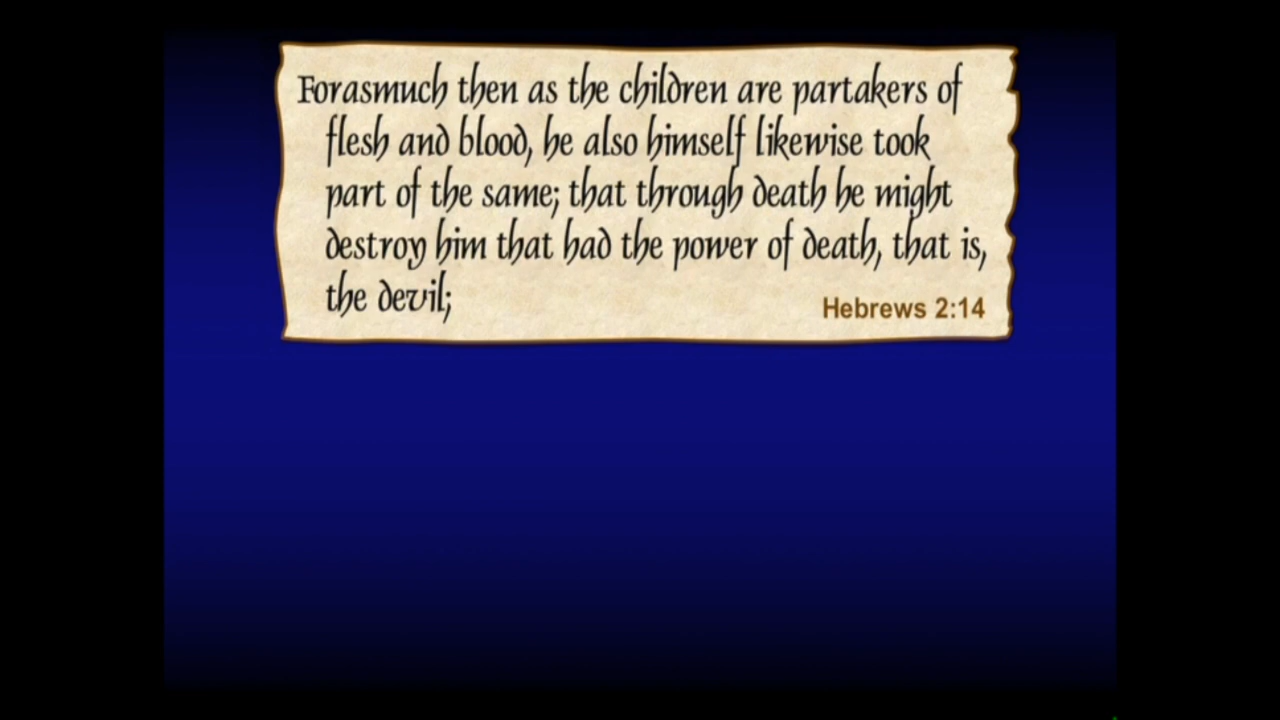 Forasmuch then as the children are partakers of
flesh and blood, he also himself likewise took
part of the same; that through death he might
destroy him that had the power of death, that is,
the devil;
Hebrews 2:14